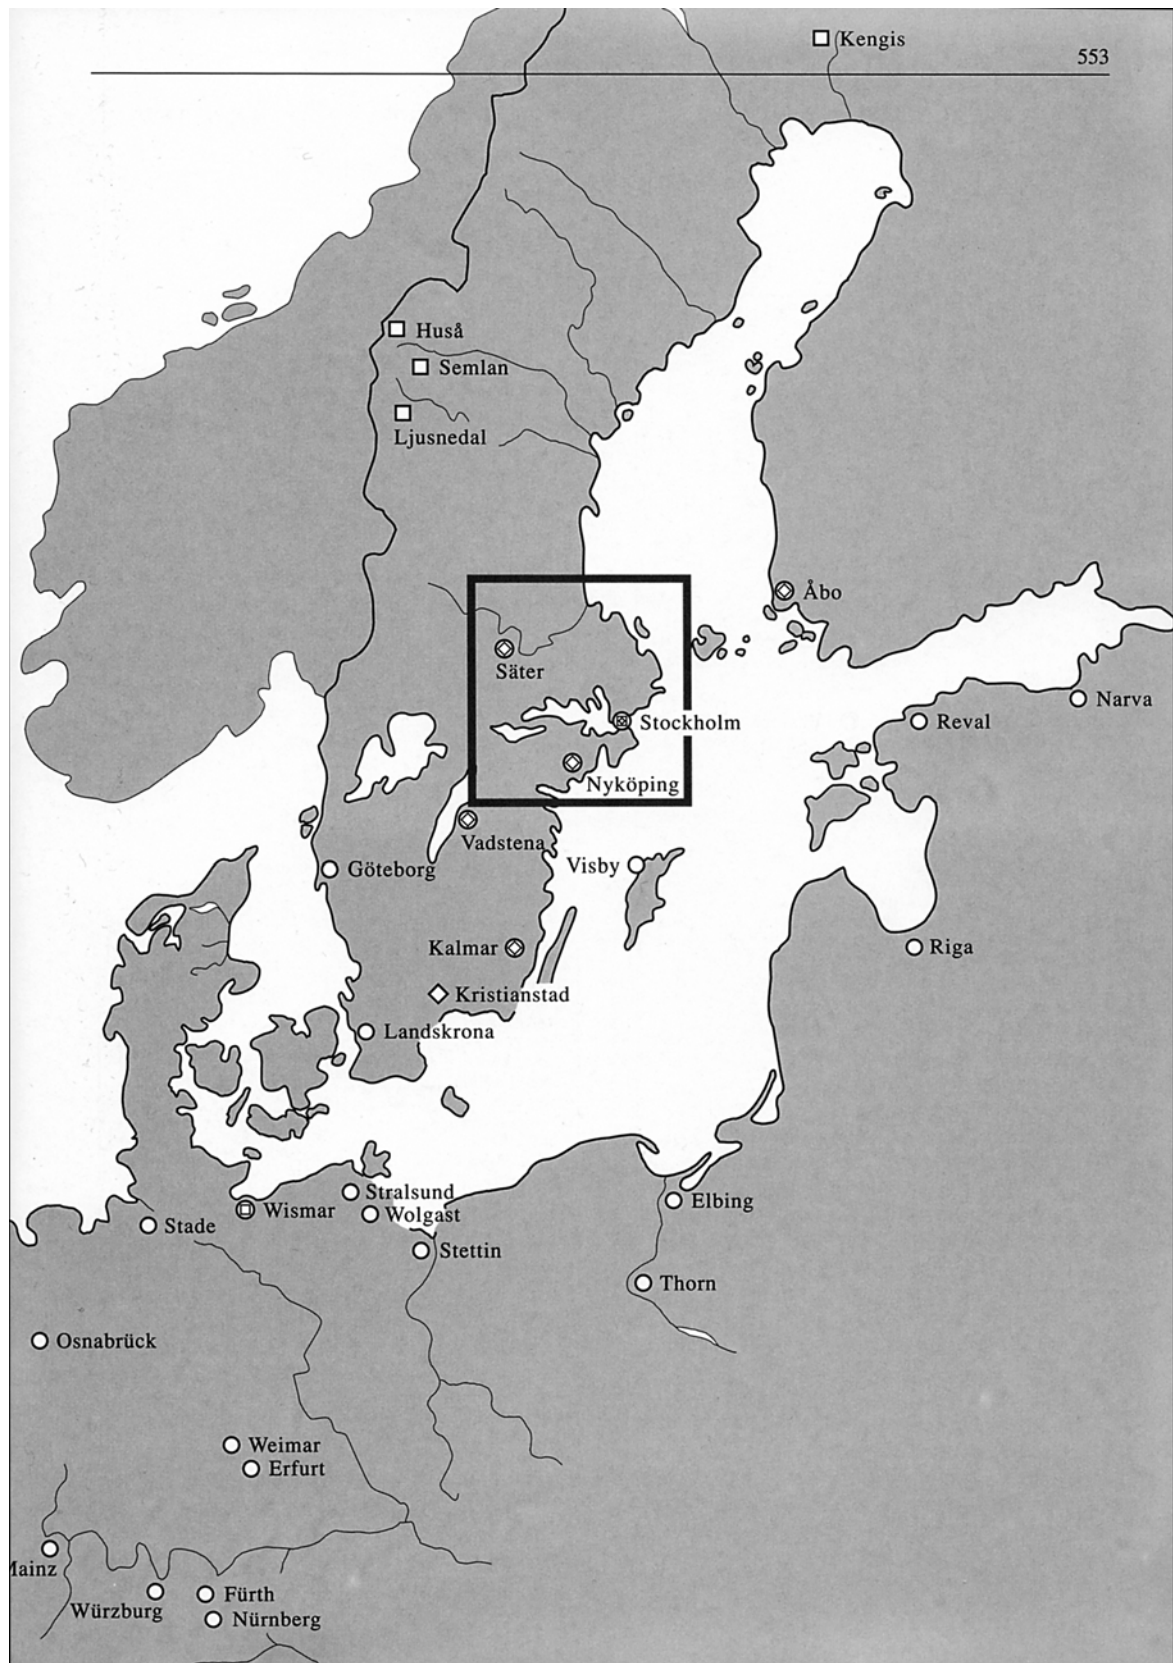 Kengis
553
Huså
Semlan
Ljusnedal
Åbo
Säter
Narva
Stockholm
Reval
Nyköping
Vadstena
Visby
Göteborg
Kalmar
Riga
Kristianstad
Landskrona
Stralsund
Elbing
Wismar
Wolgast
Stade
Stettin
Thorn
Osnabrück
Weimar
Erfurt
Mainz
Fürth
Würzburg
Nürnberg